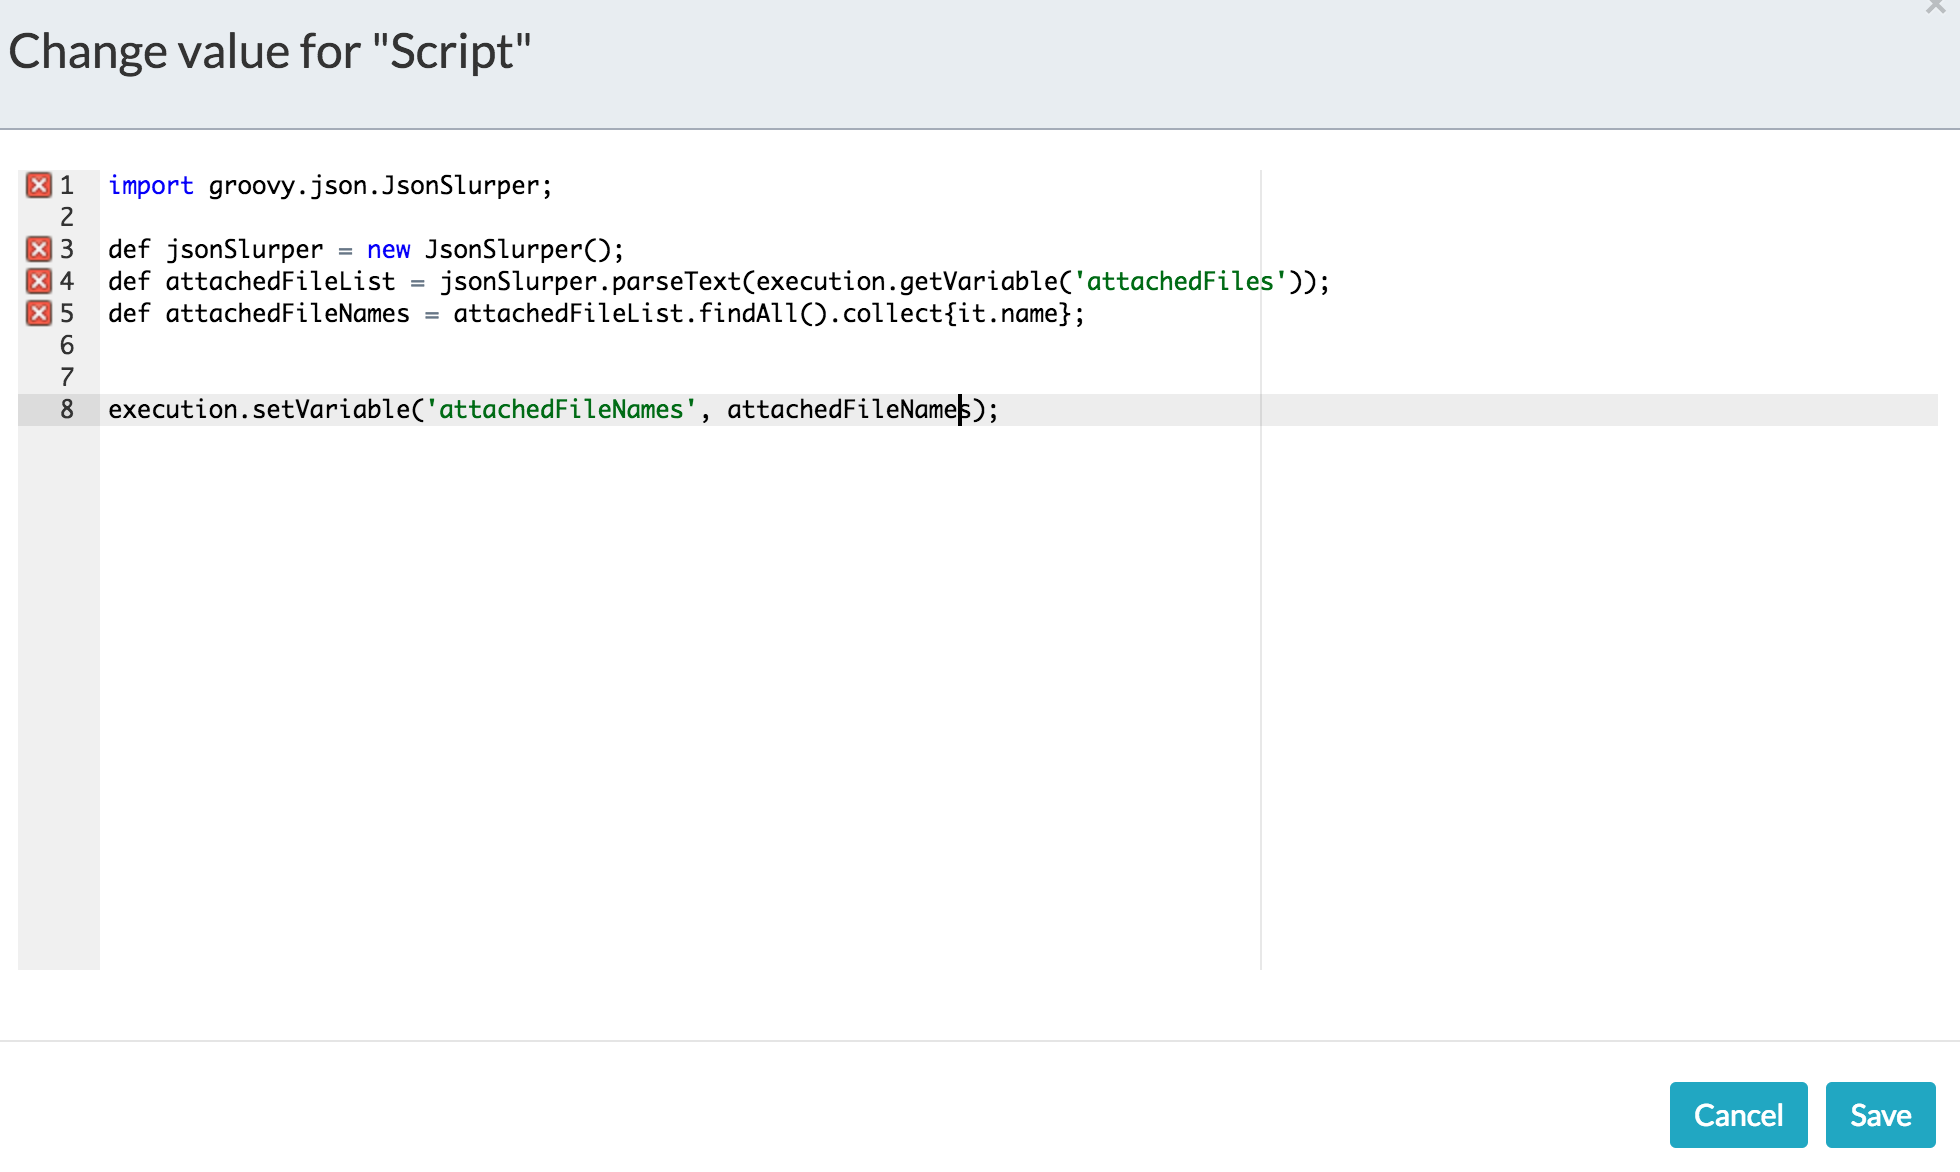 Change value for "Script"
1 import groovy.json.JsonSlurper;
2
3 def jsonSlurper = new JsonSlurper();
4 def attachedFileList = jsonSlurper.parseText(execution.getVariable('attachedFiles'));
5 def attachedFileNames = attachedFileList.findAll().collect{it.name};
6
7
8 execution.setVariable('attachedFileNames', attachedFileNames);
Cancel Save